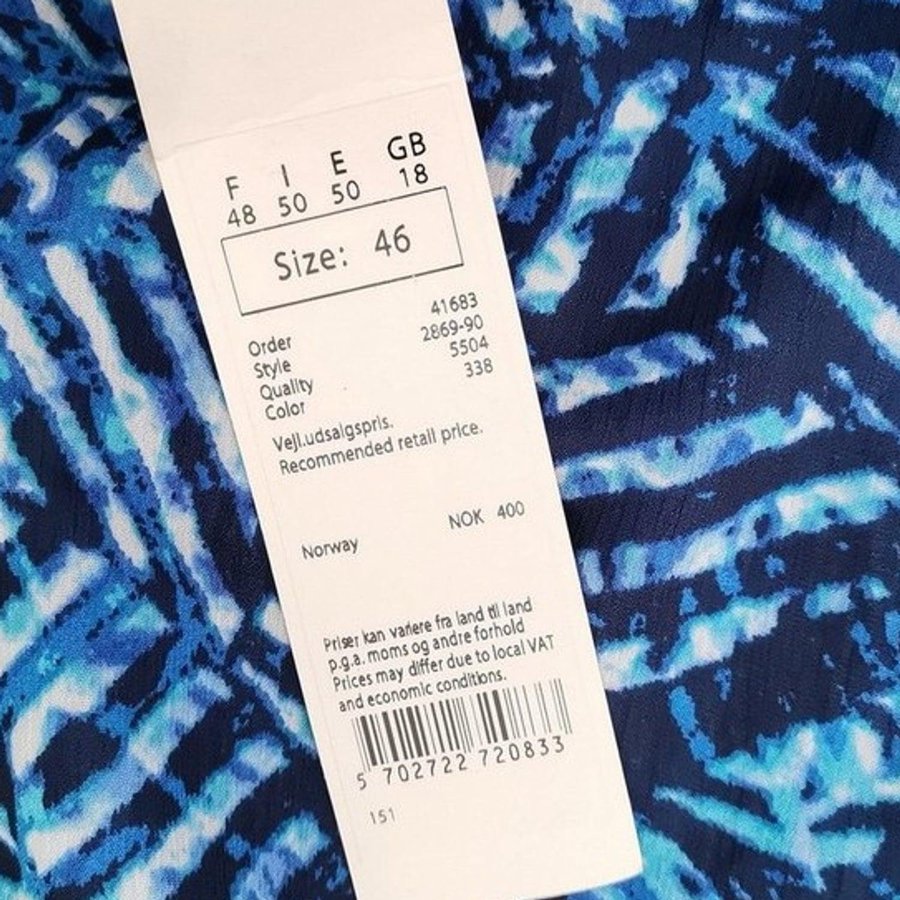 F I E GB
48 50 50 18
Size: 46
Order 41683
Style 2869-90
Quality 5504
Color 338
Vejl.udsalgspris.
Recommended retail price.
Norway NOK 400
Priser kan variere fra land til land
p.g.a. moms og andre forhold
Prices may differ due to local VAT
and economic conditions.
5 702722 720833
151